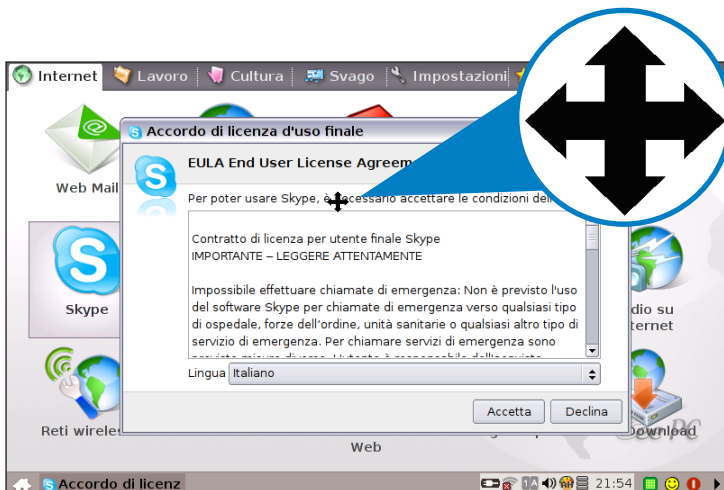 Internet Lavoro Cultura Svago Impostazioni
Accordo di licenza d'uso finale
EULA End User License Agreem
Web Mail
Per poter usare Skype, è necessario accettare le condizioni dell
Contratto di licenza per utente finale Skype
IMPORTANTE – LEGGERE ATTENTAMENTE
Impossibile effettuare chiamate di emergenza: Non è previsto l'uso
del software Skype per chiamate di emergenza verso qualsiasi tipo
di ospedale, forze dell'ordine, unità sanitarie o qualsiasi altro tipo di
servizio di emergenza. Per chiamare servizi di emergenza sono
Skype
dio su
ternet
Lingua Italiano
Accetta Declina
Reti wireles
Web
Download
Accordo di licenz
1A 21:54